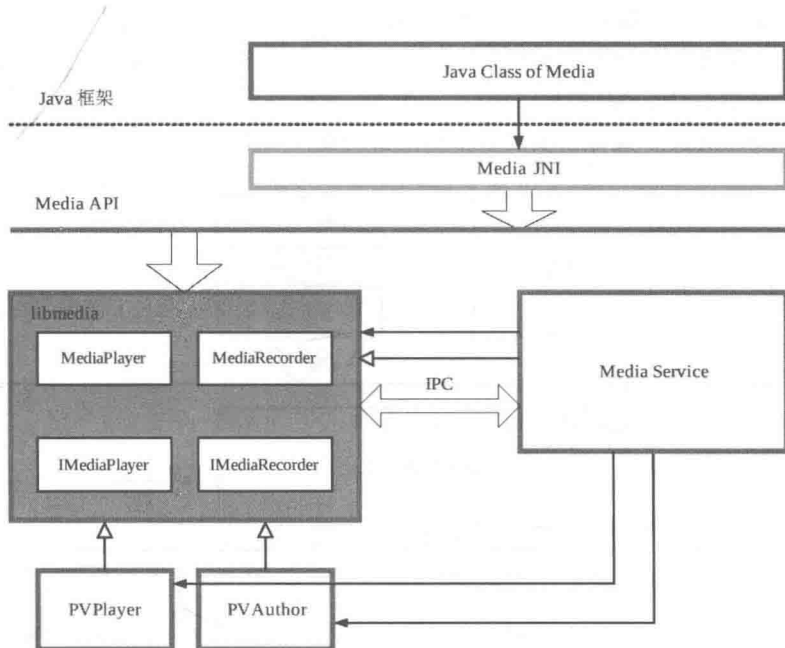 Java Class of Media
Java 框架
Media JNI
Media API
libmedia
MediaPlayer
MediaRecorder
IPC
Media Service
IMediaPlayer
IMediaRecorder
PVPlayer
PVAuthor